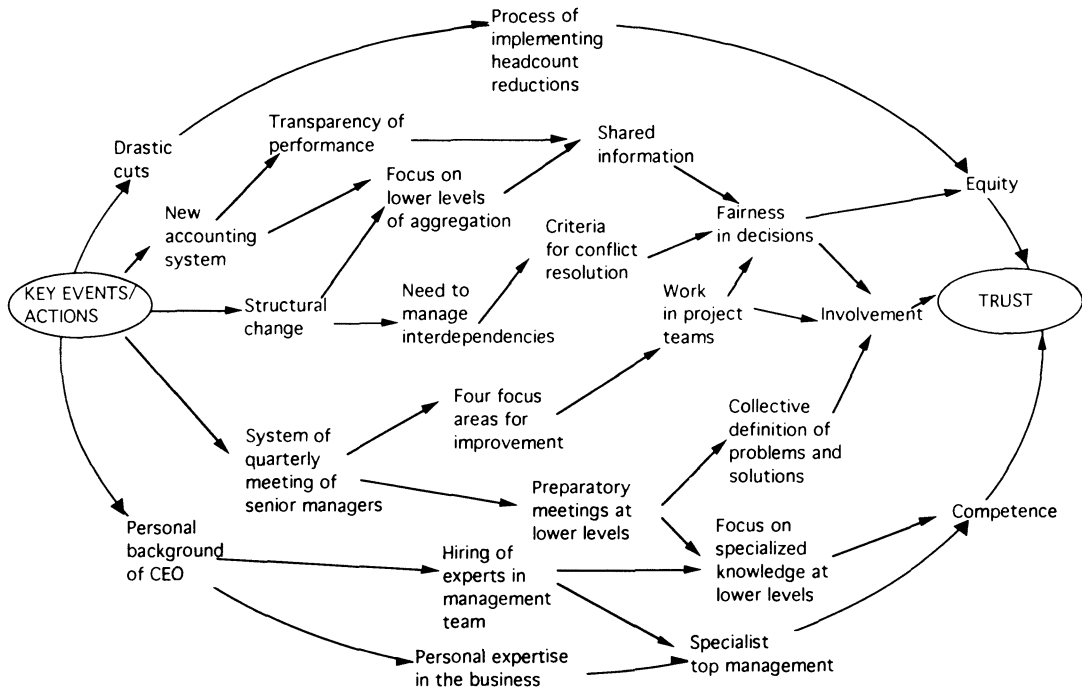 Process of
implementing
headcount
reductions
Drastic
cuts
Transparency of
performance
Shared
information
Focus on
lower levels
of aggregation
Equity
New
accounting
system
Fairness
in decisions
Criteria
for conflict
resolution
KEY EVENTS/
ACTIONS
Structural
change
Need to
manage
interdependencies
Work
in project
teams
Involvement
TRUST
Four focus
areas for
improvement
Collective
definition of
problems and
solutions
System of
quarterly
meeting of
senior managers
Preparatory
meetings at
lower levels
Competence
Personal
background
of CEO
Focus on
specialized
knowledge at
lower levels
Hiring of
experts in
management
team
Specialist
top management
Personal expertise
in the business